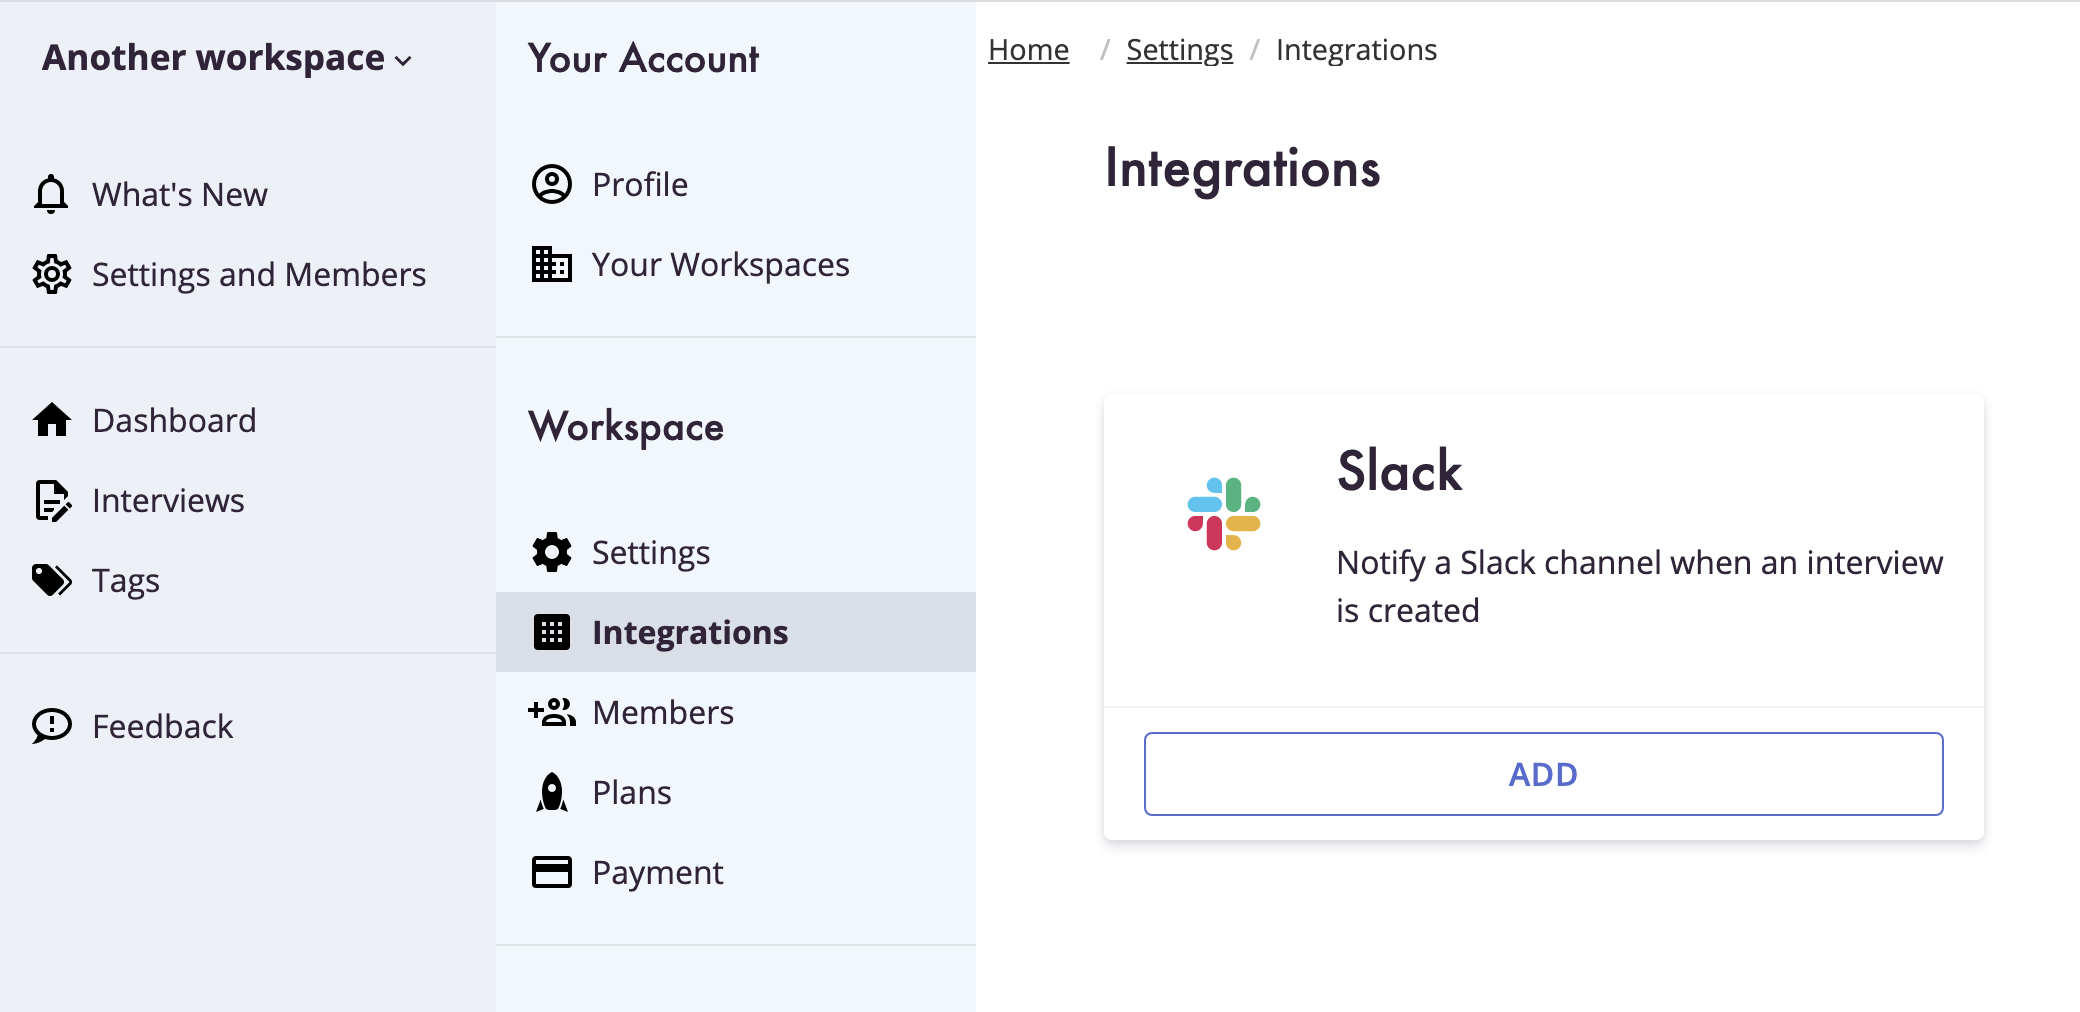 Another workspace
What's New
Settings and Members
Dashboard
Interviews
Tags
Feedback
Your Account
Profile
Your Workspaces
Workspace
Settings
Integrations
Members
Plans
Payment
Home / Settings / Integrations
Integrations
Slack
Notify a Slack channel when an interview
is created
ADD